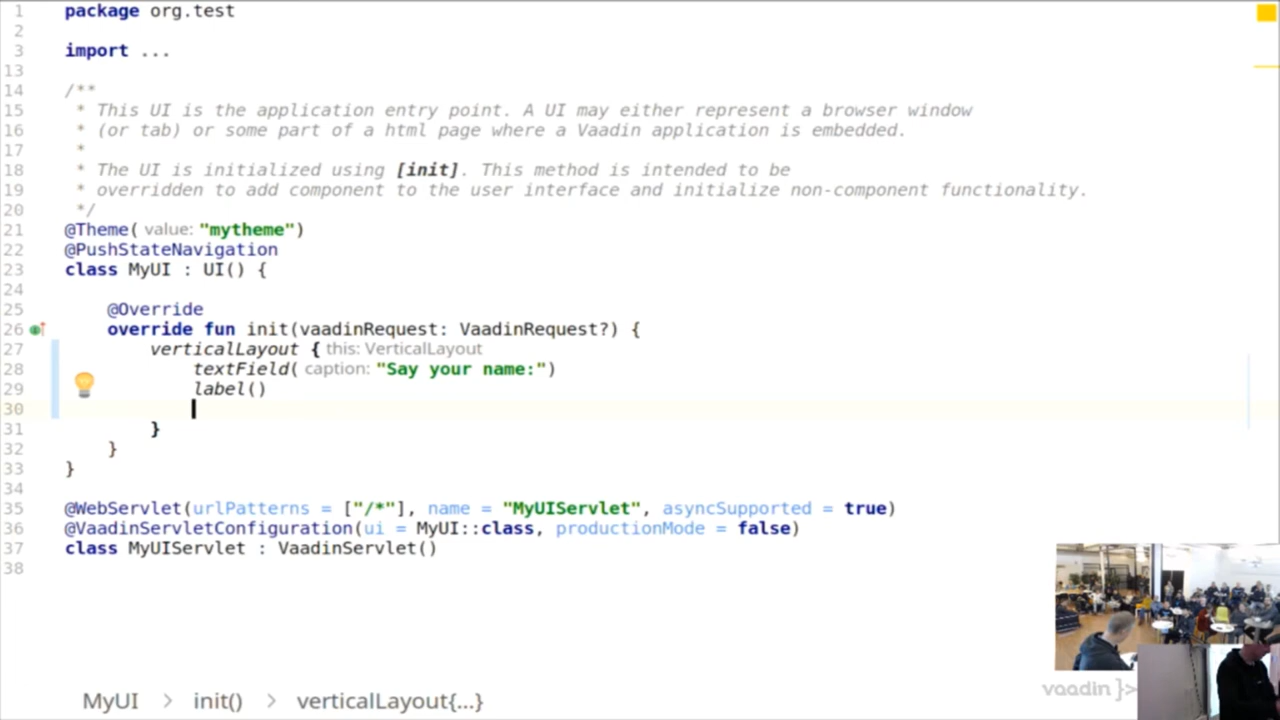 1 package org.test
2
3 import ...
13
14 /**
15 * This UI is the application entry point. A UI may either represent a browser window
16 * (or tab) or some part of a html page where a Vaadin application is embedded.
17 *
18 * The UI is initialized using [init]. This method is intended to be
19 * overridden to add component to the user interface and initialize non-component functionality.
20 */
21 @Theme( value: "mytheme")
22 @PushStateNavigation
23 class MyUI : UI() {
24
25 @Override
26 override fun init(vaadinRequest: VaadinRequest?) {
27 verticalLayout { this: VerticalLayout
28 textField( caption: "Say your name:")
29 label()
30
31 }
32 }
33 }
34
35 @WebServlet(urlPatterns = ["/*"], name = "MyUIServlet", asyncSupported = true)
36 @VaadinServletConfiguration(ui = MyUI::class, productionMode = false)
37 class MyUIServlet : VaadinServlet()
38
vaadin }>
MyUI > init() > verticalLayout{...}